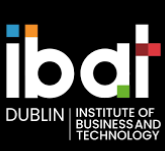 ibat
DUBLIN
INSTITUTE OF
BUSINESS AND
TECHNOLOGY